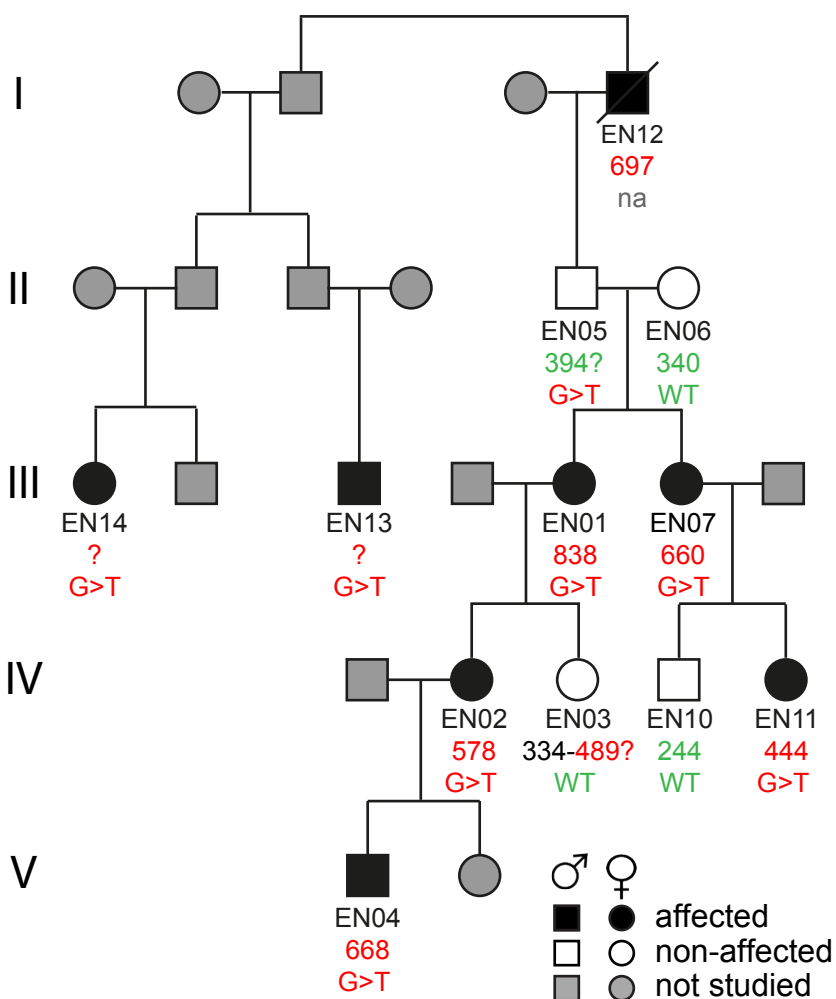 I
EN12
697
na
II
EN05 EN06
394? 340
G>T WT
III
EN14 EN13 EN01 EN07
? ? 838 660
G>T G>T G>T G>T
IV
EN02 EN03 EN10 EN11
578 334-489? 244 444
G>T WT WT G>T
V
EN04
668
G>T
♂ ♀
affected
non-affected
not studied